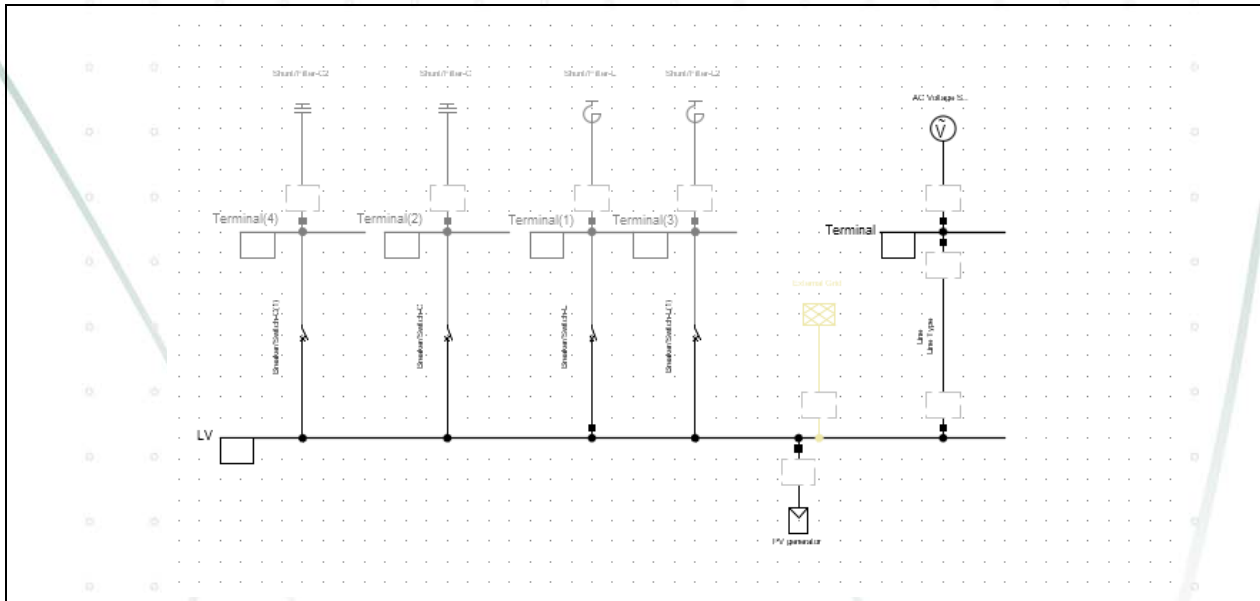 Shunt/Filter-C2
Shunt/Filter-C
Shunt/Filter-L
Shunt/Filter-L2
AC Voltage S..
Terminal(4)
Terminal(2)
Terminal(1)
Terminal(3)
Terminal
External Grid
Breaker/Switch-C(1)
Breaker/Switch-C
Breaker/Switch-L
Breaker/Switch-L(1)
Line
Line Type
LV
PV generator